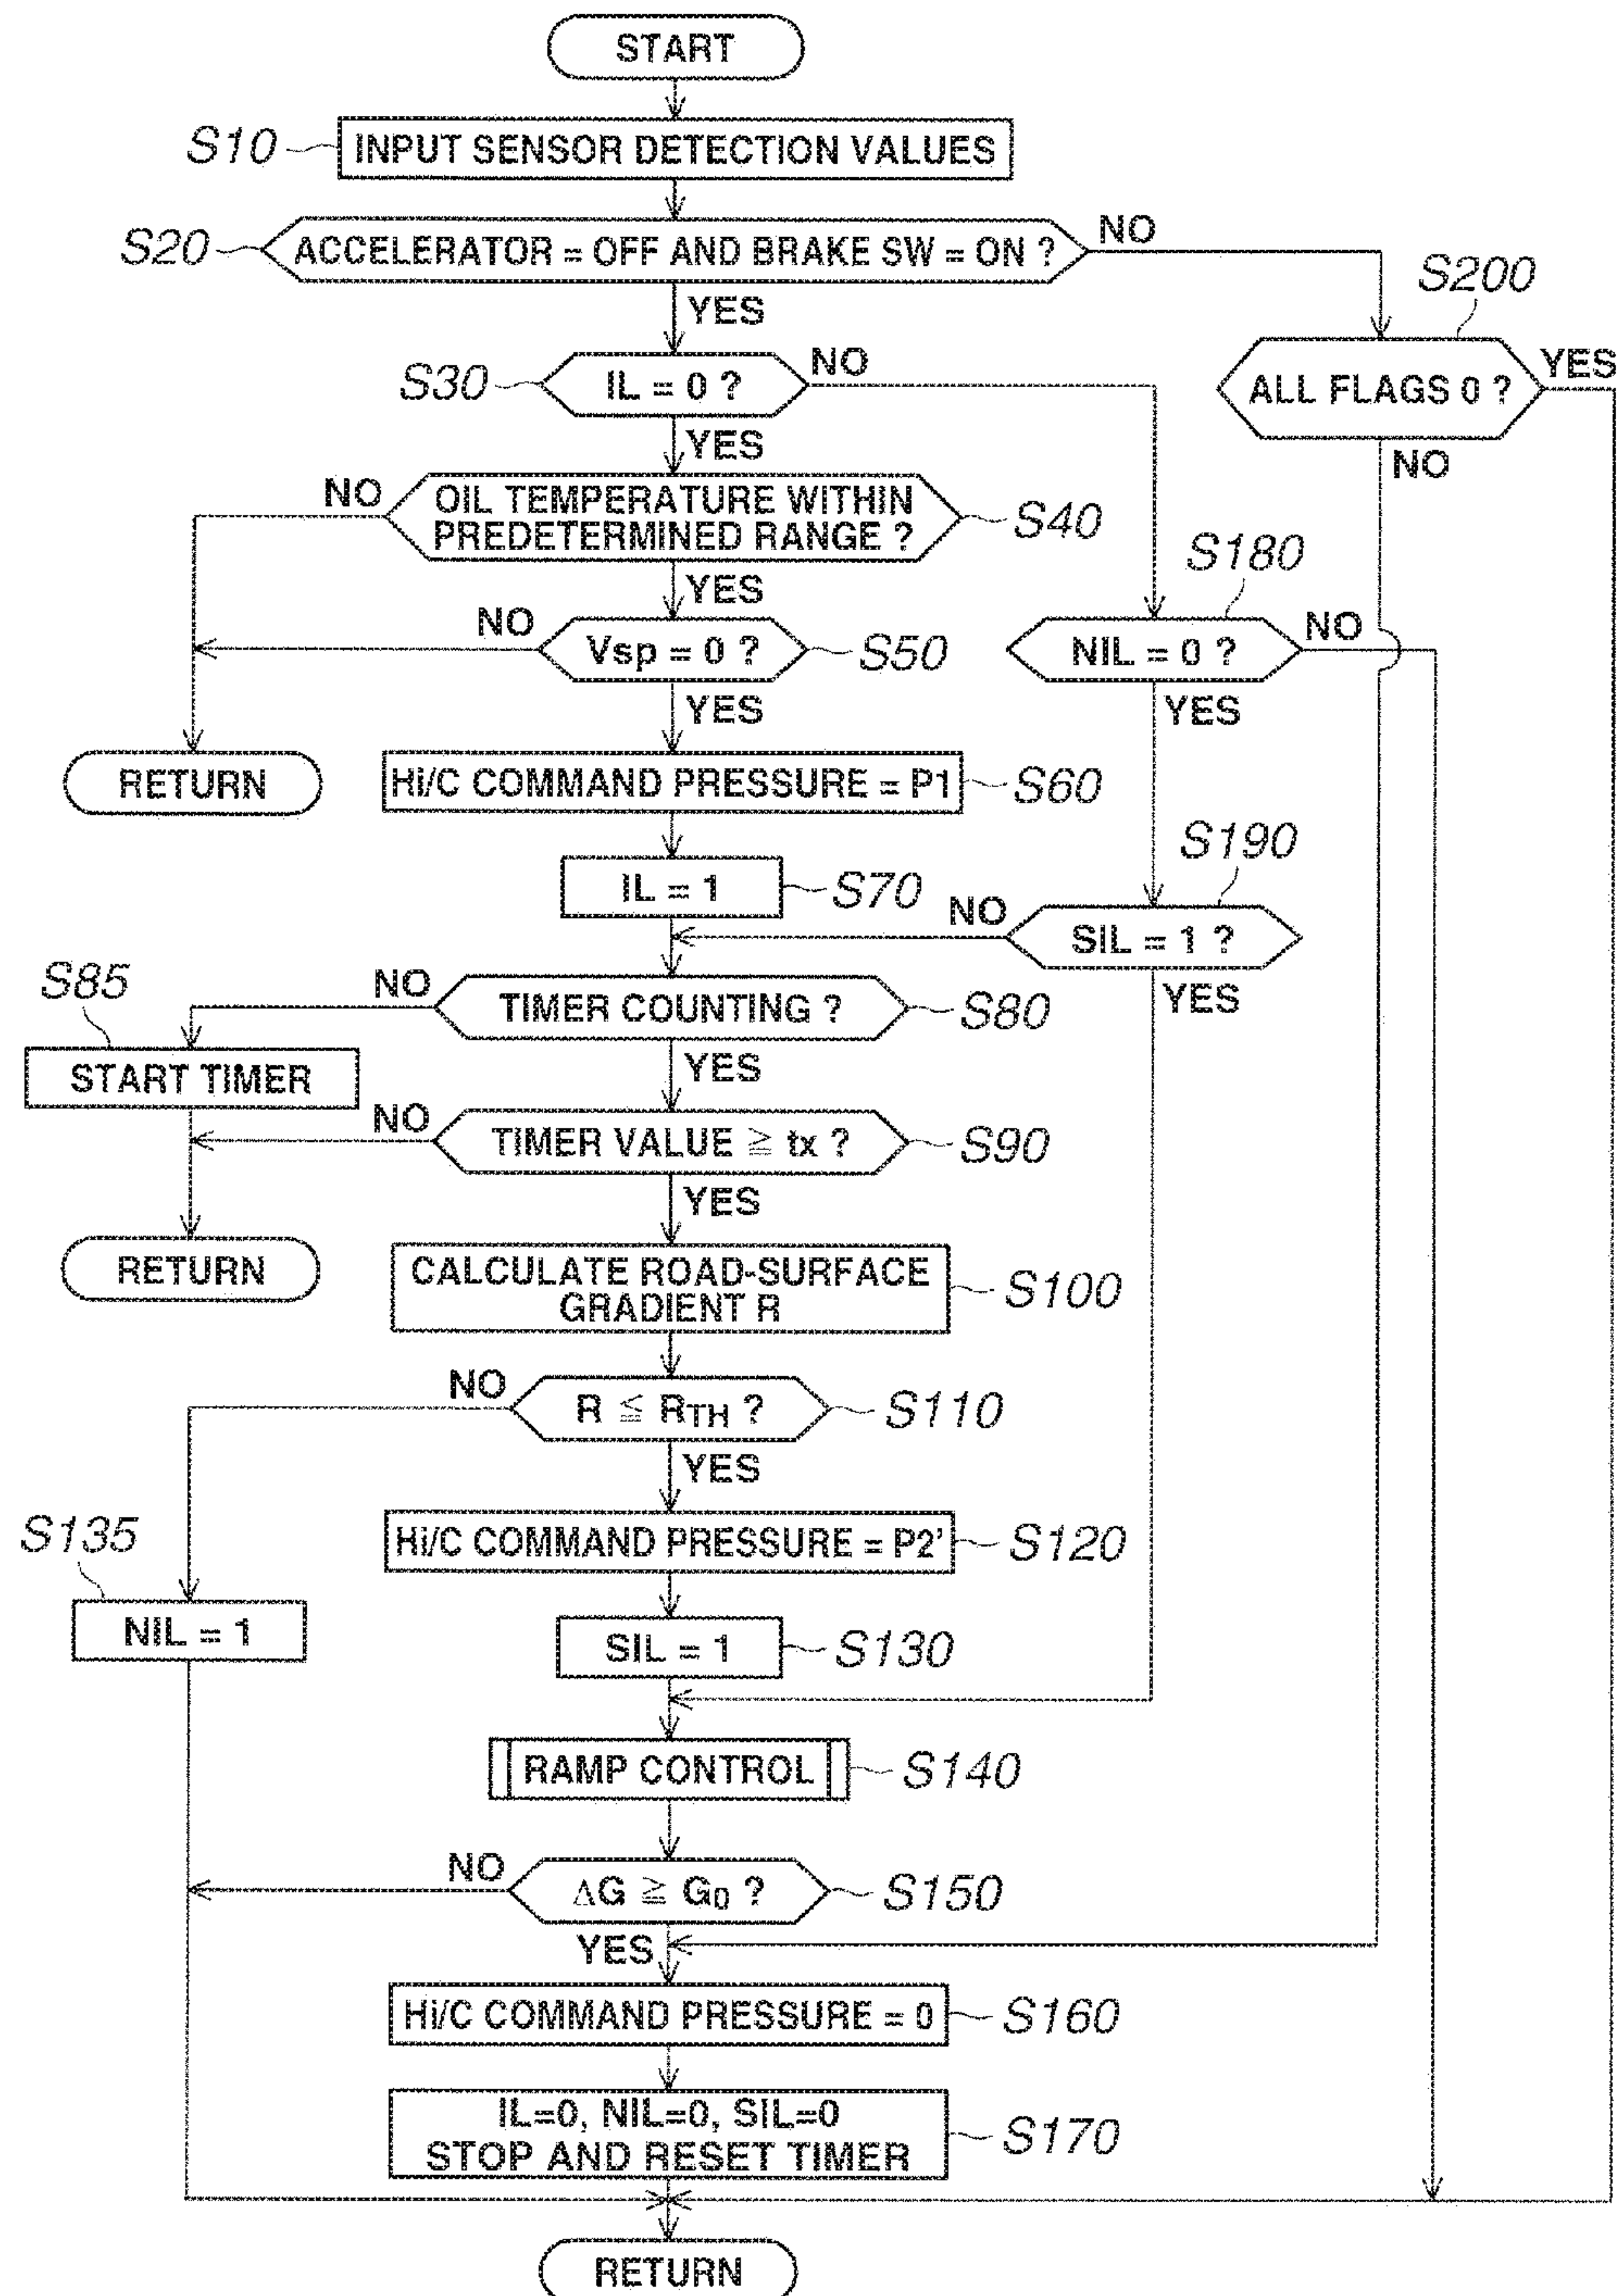 START
S10
INPUT SENSOR DETECTION VALUES
S20
ACCELERATOR = OFF AND BRAKE SW = ON ?
NO
YES
S200
ALL FLAGS 0 ?
YES
NO
S30
IL = 0 ?
NO
YES
NO
OIL TEMPERATURE WITHIN
PREDETERMINED RANGE ?
S40
YES
S180
NIL = 0 ?
NO
YES
NO
Vsp = 0 ?
S50
YES
RETURN
Hi/C COMMAND PRESSURE = P1
S60
IL = 1
S70
S190
NO
SIL = 1 ?
YES
S85
NO
TIMER COUNTING ?
S80
START TIMER
YES
NO
TIMER VALUE ≧ tx ?
S90
YES
RETURN
CALCULATE ROAD-SURFACE
GRADIENT R
S100
NO
R ≦ RTH ?
S110
YES
S135
Hi/C COMMAND PRESSURE = P2'
S120
NIL = 1
SIL = 1
S130
RAMP CONTROL
S140
NO
ΔG ≧ G0 ?
S150
YES
Hi/C COMMAND PRESSURE = 0
S160
IL=0, NIL=0, SIL=0
STOP AND RESET TIMER
S170
RETURN